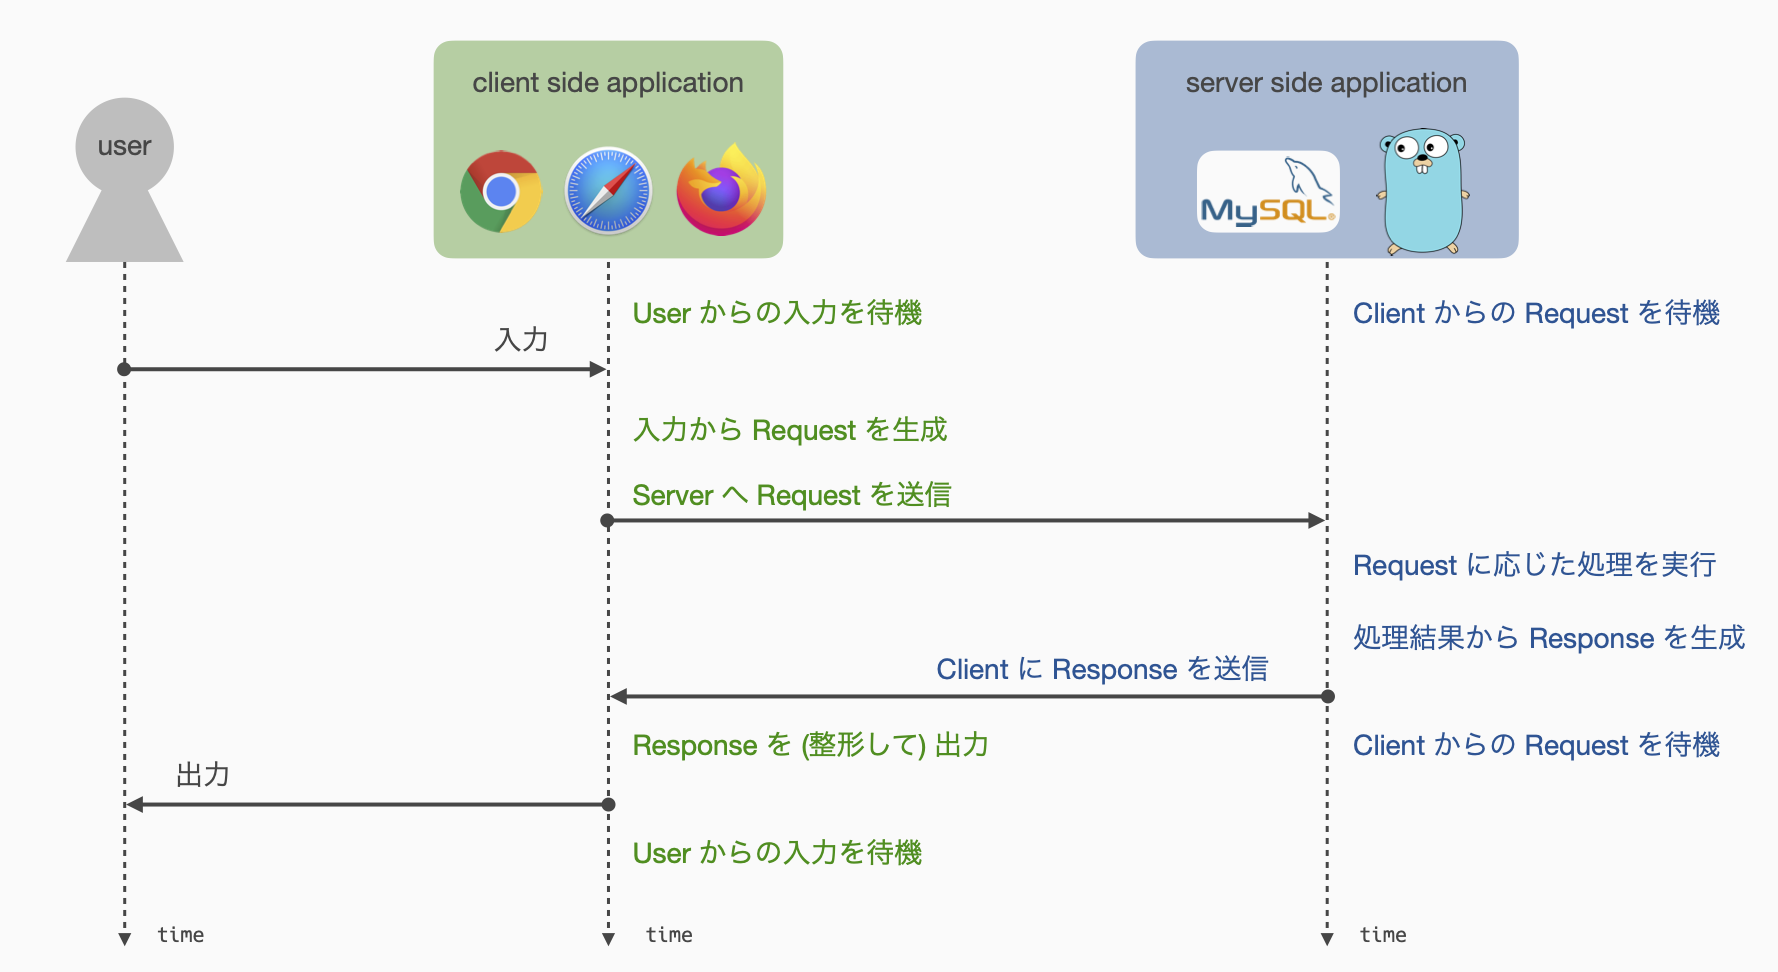 client side application
server side application
user
MySQL®
User からの入力を待機
Client からの Request を待機
入力
入力から Request を生成
Server へ Request を送信
Request に応じた処理を実行
処理結果から Response を生成
Client に Response を送信
Response を (整形して) 出力
Client からの Request を待機
出力
User からの入力を待機
time
time
time